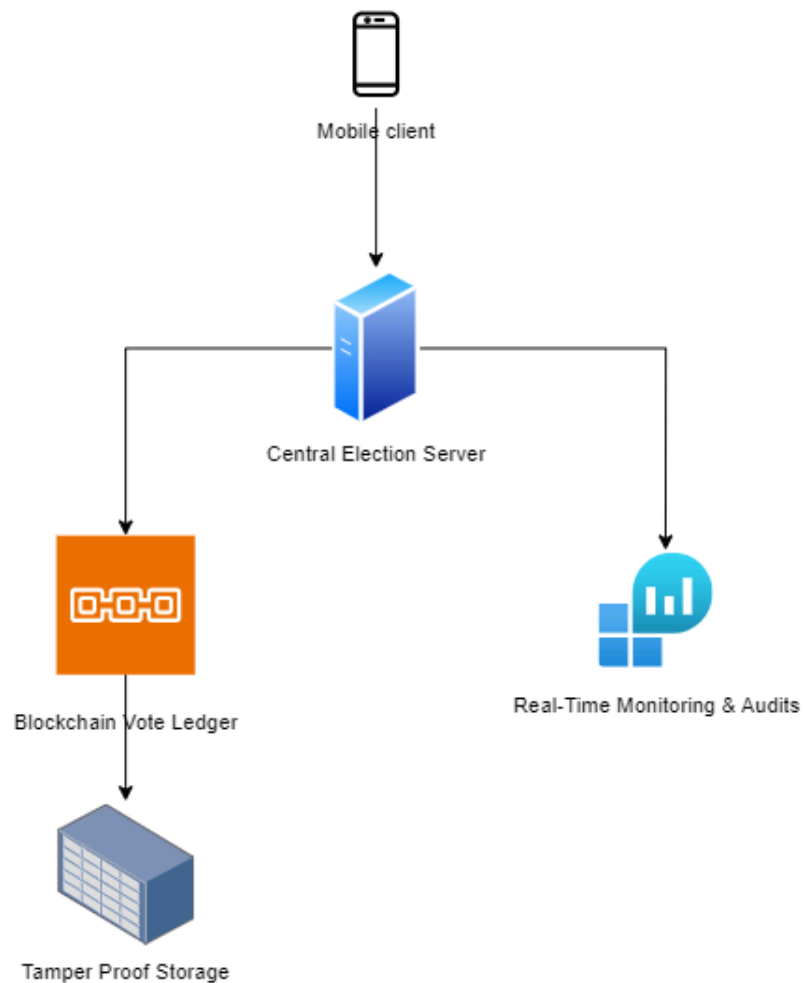 Mobile client
Central Election Server
Blockchain Vote Ledger
Real-Time Monitoring & Audits
Tamper Proof Storage